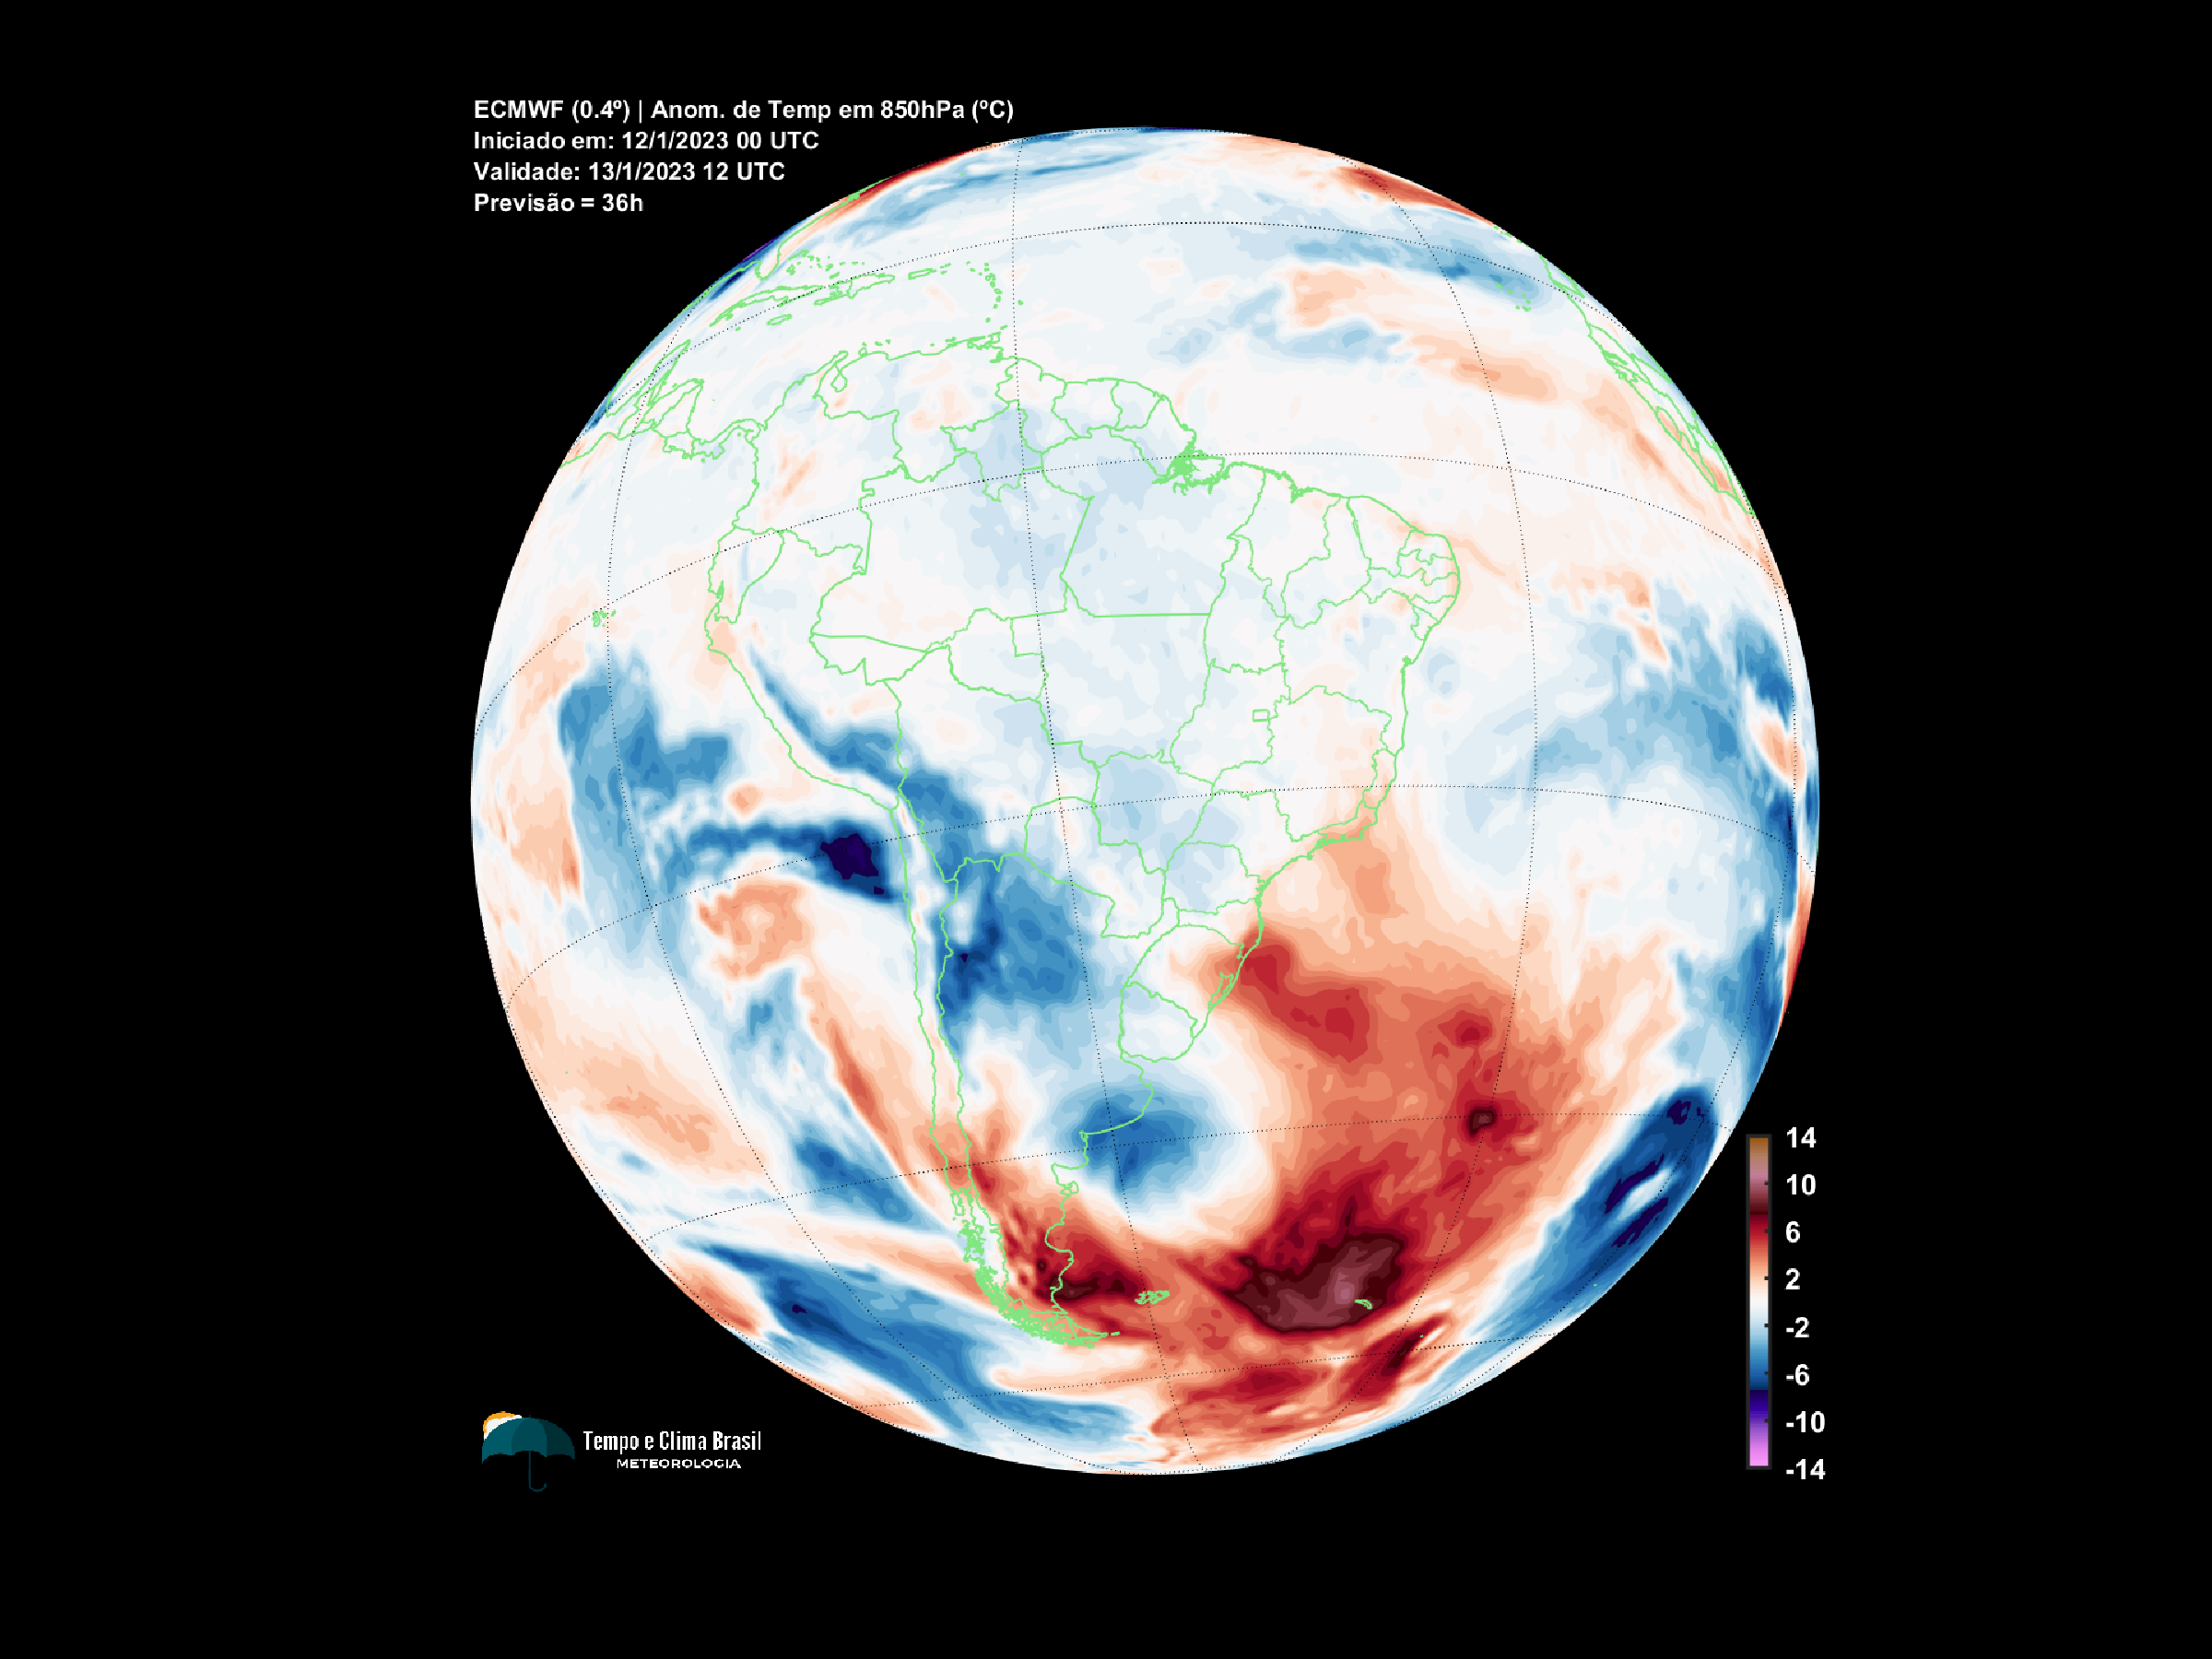 ECMWF (0.4º) | Anom. de Temp em 850hPa (ºC)
Iniciado em: 12/1/2023 00 UTC
Validade: 13/1/2023 12 UTC
Previsão = 36h
14
10
6
2
-2
-6
-10
-14
Tempo e Clima Brasil
METEOROLOGIA